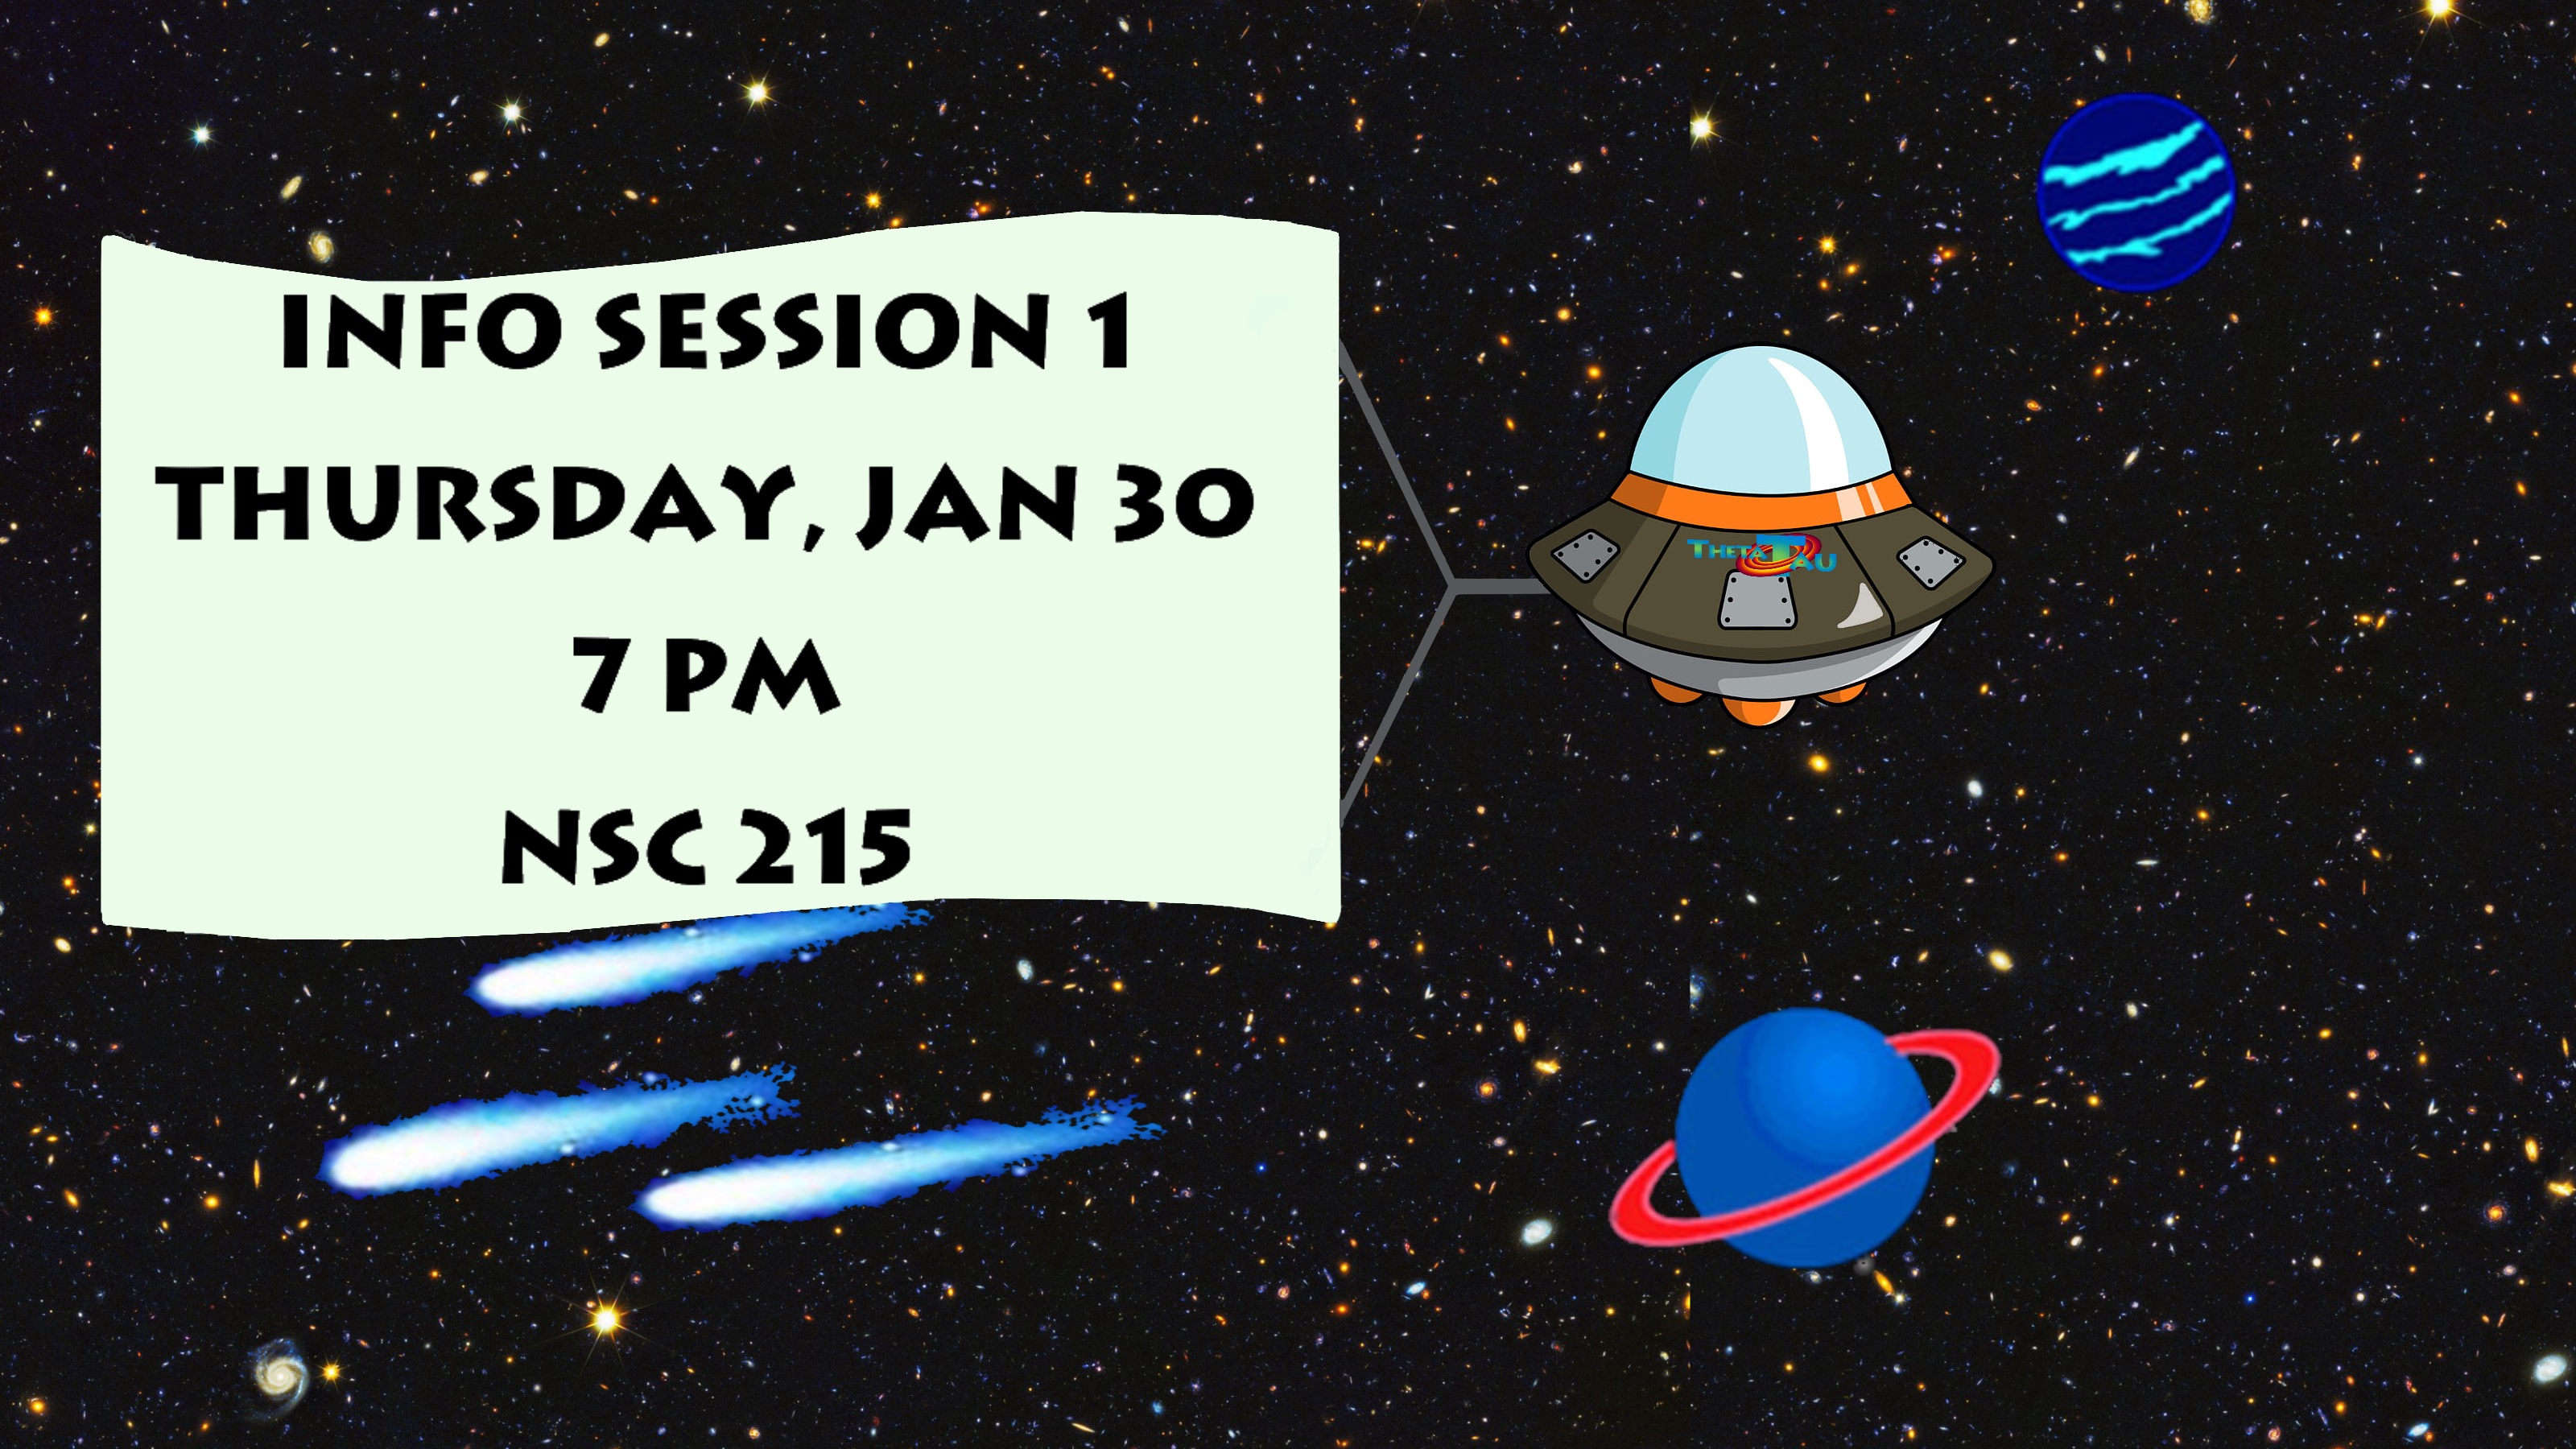 INFO SESSION 1
THURSDAY, JAN 30
7 PM
NSC 215
THETA TAU